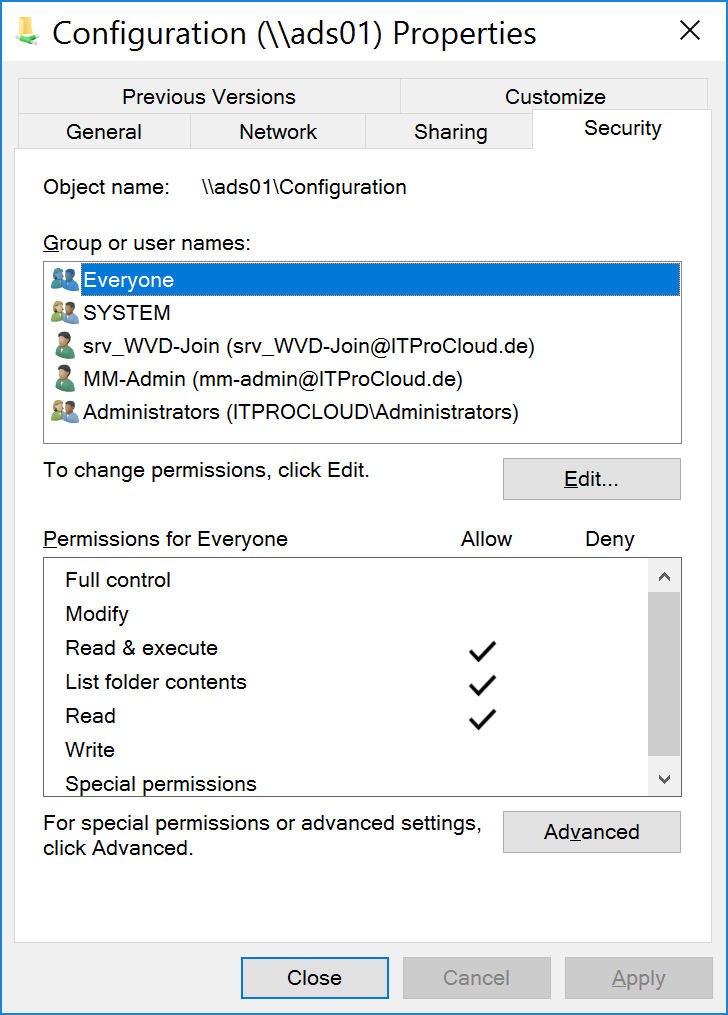 Configuration (\\ads01) Properties
Previous Versions Customize
General Network Sharing Security
Object name: \\ads01\Configuration
Group or user names:
Everyone
SYSTEM
srv_WVD-Join (srv_WVD-Join@ITProCloud.de)
MM-Admin (mm-admin@ITProCloud.de)
Administrators (ITPROCLOUD\Administrators)
To change permissions, click Edit.
Edit...
Permissions for Everyone Allow Deny
Full control
Modify
Read & execute
List folder contents
Read
Write
Special permissions
For special permissions or advanced settings,
click Advanced.
Advanced
Close Cancel Apply